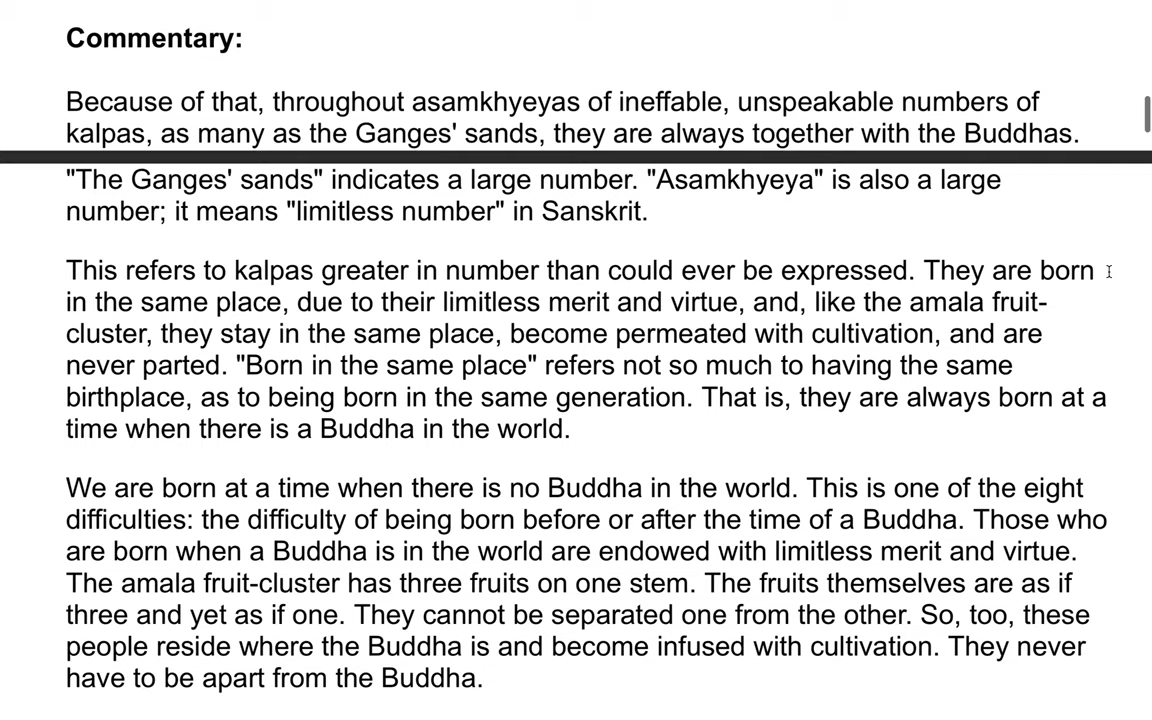 Commentary:
Because of that, throughout asamkhyeyas of ineffable, unspeakable numbers of
kalpas, as many as the Ganges' sands, they are always together with the Buddhas.
"The Ganges' sands" indicates a large number. "Asamkhyeya" is also a large
number; it means "limitless number" in Sanskrit.
This refers to kalpas greater in number than could ever be expressed. They are born
in the same place, due to their limitless merit and virtue, and, like the amala fruit-
cluster, they stay in the same place, become permeated with cultivation, and are
never parted. "Born in the same place" refers not so much to having the same
birthplace, as to being born in the same generation. That is, they are always born at a
time when there is a Buddha in the world.
We are born at a time when there is no Buddha in the world. This is one of the eight
difficulties: the difficulty of being born before or after the time of a Buddha. Those who
are born when a Buddha is in the world are endowed with limitless merit and virtue.
The amala fruit-cluster has three fruits on one stem. The fruits themselves are as if
three and yet as if one. They cannot be separated one from the other. So, too, these
people reside where the Buddha is and become infused with cultivation. They never
have to be apart from the Buddha.